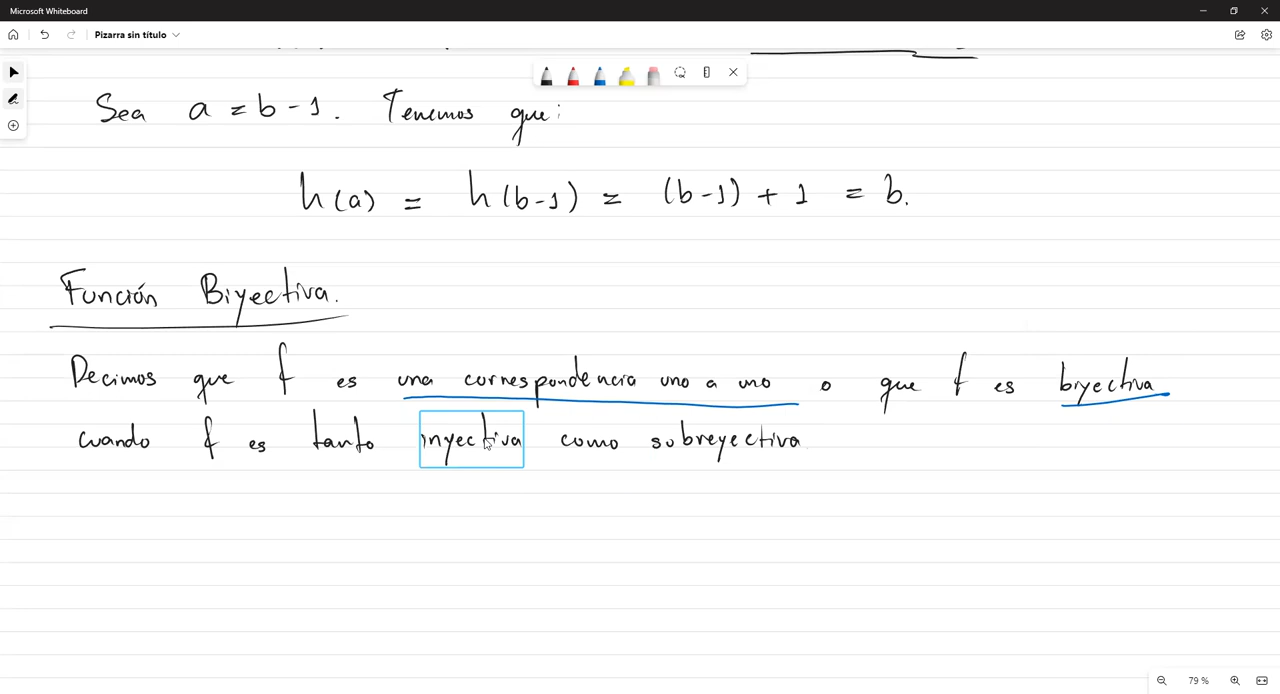 Microsoft Whiteboard
Pizarra sin título
Sea a = b - 1. Tenemos que:
h(a) = h(b-1) = (b-1) + 1 = b.
Función Biyectiva.
Decimos que f es una correspondencia uno a uno o que f es biyectiva
cuando f es tanto inyectiva como sobreyectiva.
79 %